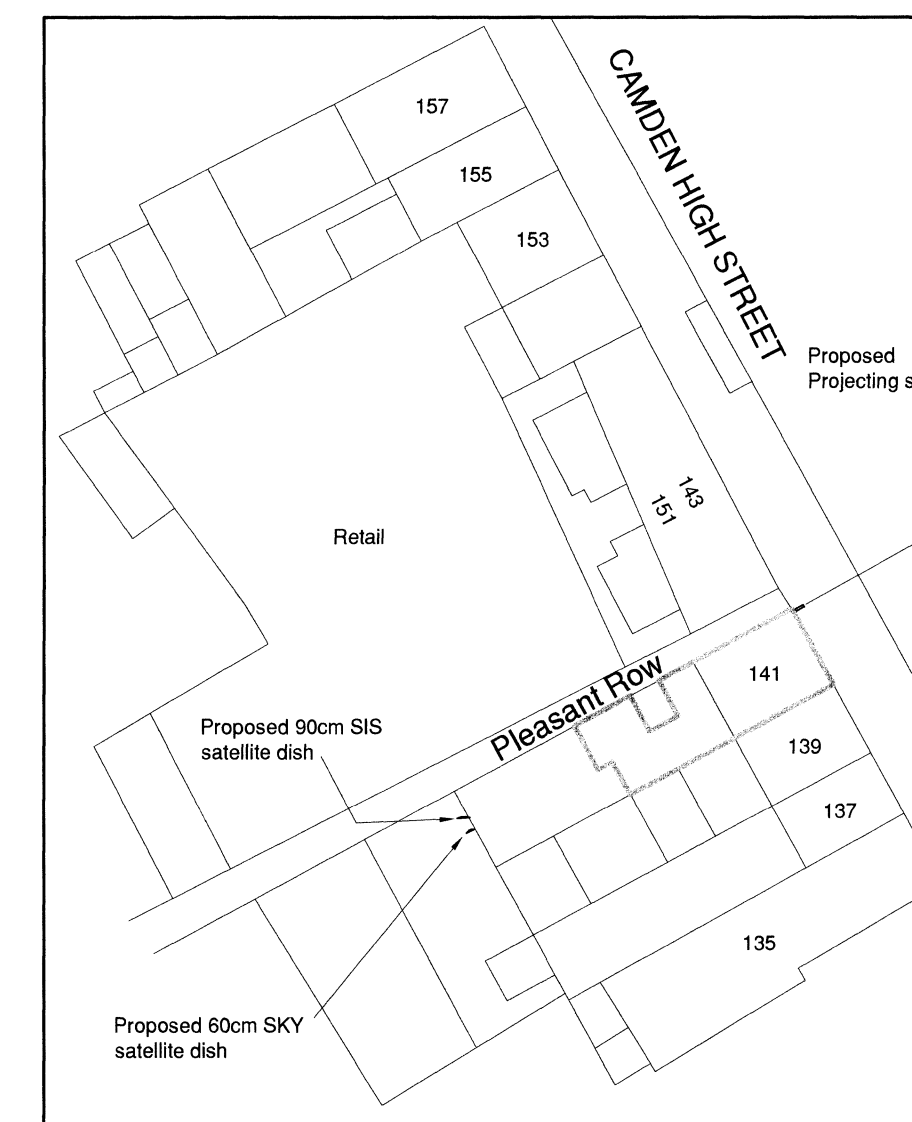 157
CAMDEN HIGH STREET
155
153
Proposed
Projecting s
143
151
Retail
141
Pleasant Row
Proposed 90cm SIS
satellite dish
139
137
135
Proposed 60cm SKY
satellite dish